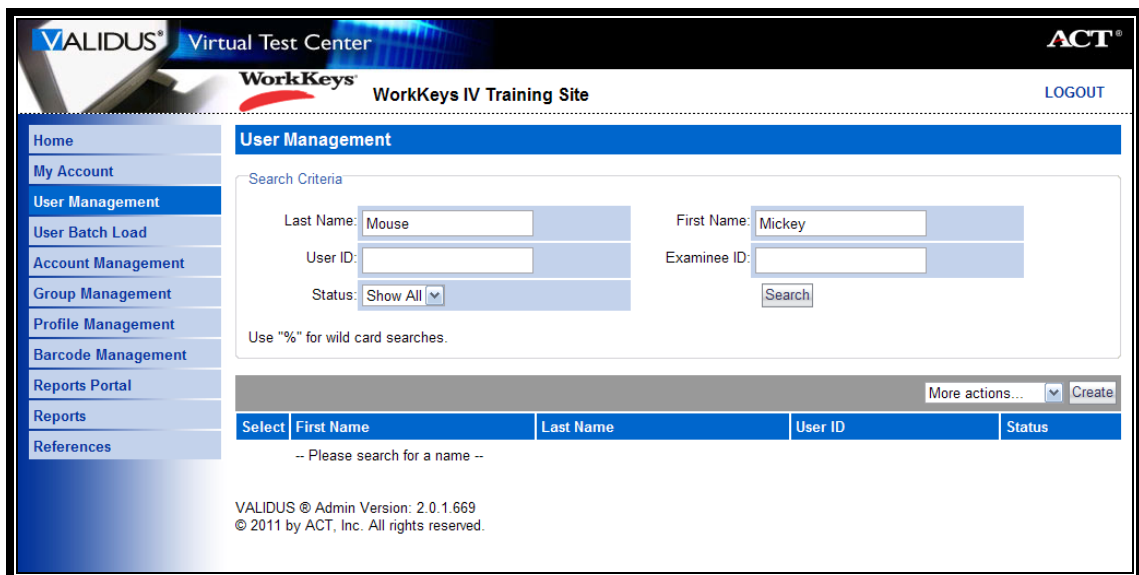 VALIDUS® Virtual Test Center ACT®
WorkKeys® WorkKeys IV Training Site LOGOUT
Home
My Account
User Management
User Batch Load
Account Management
Group Management
Profile Management
Barcode Management
Reports Portal
Reports
References
User Management
Search Criteria
Last Name: Mouse First Name: Mickey
User ID: Examinee ID:
Status: Show All Search
Use "%" for wild card searches.
More actions... Create
Select First Name Last Name User ID Status
-- Please search for a name --
VALIDUS ® Admin Version: 2.0.1.669
© 2011 by ACT, Inc. All rights reserved.